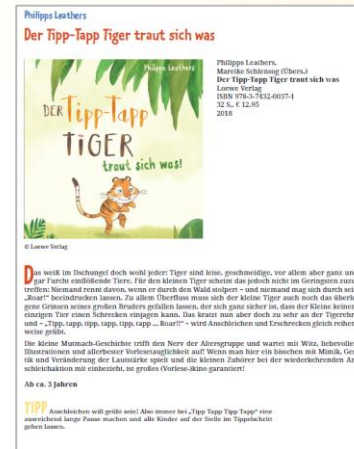 Philipps Leathers
Der Tipp-Tapp Tiger traut sich was
Philipps Leathers
DER Tipp-Tapp
TIGER
traut sich was!
© Loewe Verlag
Philipps Leathers,
Mareike Schlensog (Übers.)
Der Tipp-Tapp Tiger traut sich was
Loewe Verlag
ISBN 978-3-7432-0037-1
32 S., € 12,95
2018
Das weiß im Dschungel doch wohl jeder: Tiger sind leise, geschmeidig, vor allem aber ganz und
gar Furcht einflößende Tiere. Für den kleinen Tiger scheint das jedoch nicht im Geringsten zuzu
treffen: Niemand rennt davon, wenn er durch den Wald stolpert – und niemand mag sich durch sei
„Roar!“ beeindrucken lassen. Zu allem Überfluss muss sich der kleine Tiger auch noch das überle
gene Grinsen seines großen Bruders gefallen lassen, der sich ganz sicher ist, dass der Kleine keinem
einzigen Tier einen Schrecken einjagen kann. Das kratzt nun aber doch zu sehr an der Tigerehre
und – „Tipp, tapp, tipp, tapp, tipp, tapp ... Roar!!“ – wird Anschleichen und Erschrecken gleich reihen
weise geübt.
Die kleine Mutmach-Geschichte trifft den Nerv der Altersgruppe und wartet mit Witz, liebevollen
Illustrationen und allerbester Vorlesetauglichkeit auf! Wenn man hier ein bisschen mit Mimik, Ges
tik und Veränderung der Lautstärke spielt und die kleinen Zuhörer bei der wiederkehrenden An
schleichaktion mit einbezieht, ist großes (Vorlese-)Kino garantiert!
Ab ca. 3 Jahren
TIPP Anschleichen will geübt sein! Also immer bei „Tipp Tapp Tipp Tapp“ eine
ausreichend lange Pause machen und alle Kinder auf der Stelle im Tippelschritt
gehen lassen.